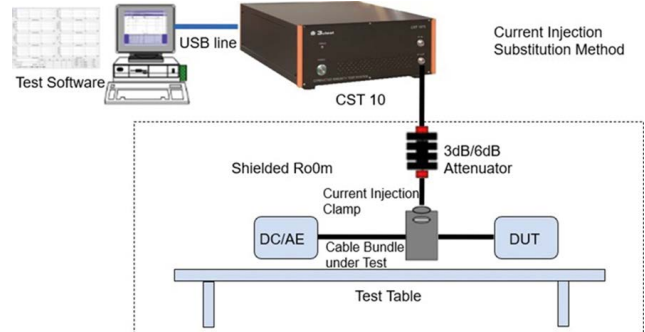 Current Injection
Substitution Method
USB line
Test Software
CST 10
3dB/6dB
Attenuator
Shielded Ro0m
Current Injection
Clamp
DC/AE
Cable Bundle
under Test
DUT
Test Table